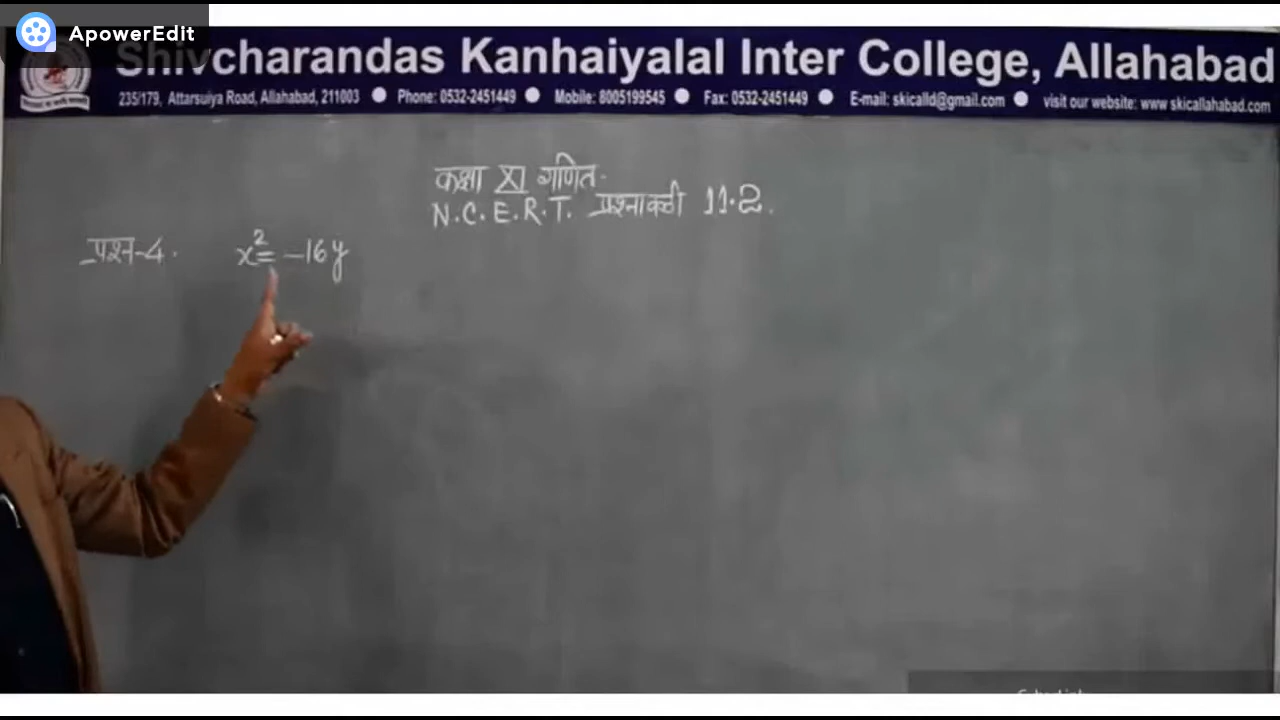 ApowerEdit
Shivcharandas Kanhaiyalal Inter College, Allahabad
235/179, Attarsuiya Road, Allahabad, 211003 ● Phone: 0532-2451449 ● Mobile: 8005199545 ● Fax: 0532-2451449 ● E-mail: skicalld@gmail.com ● visit our website: www.skicallahabad.com
कक्षा XI गणित.
N.C.E.R.T. प्रश्नावली 11.2.
प्रश्न-4. x² = -16y